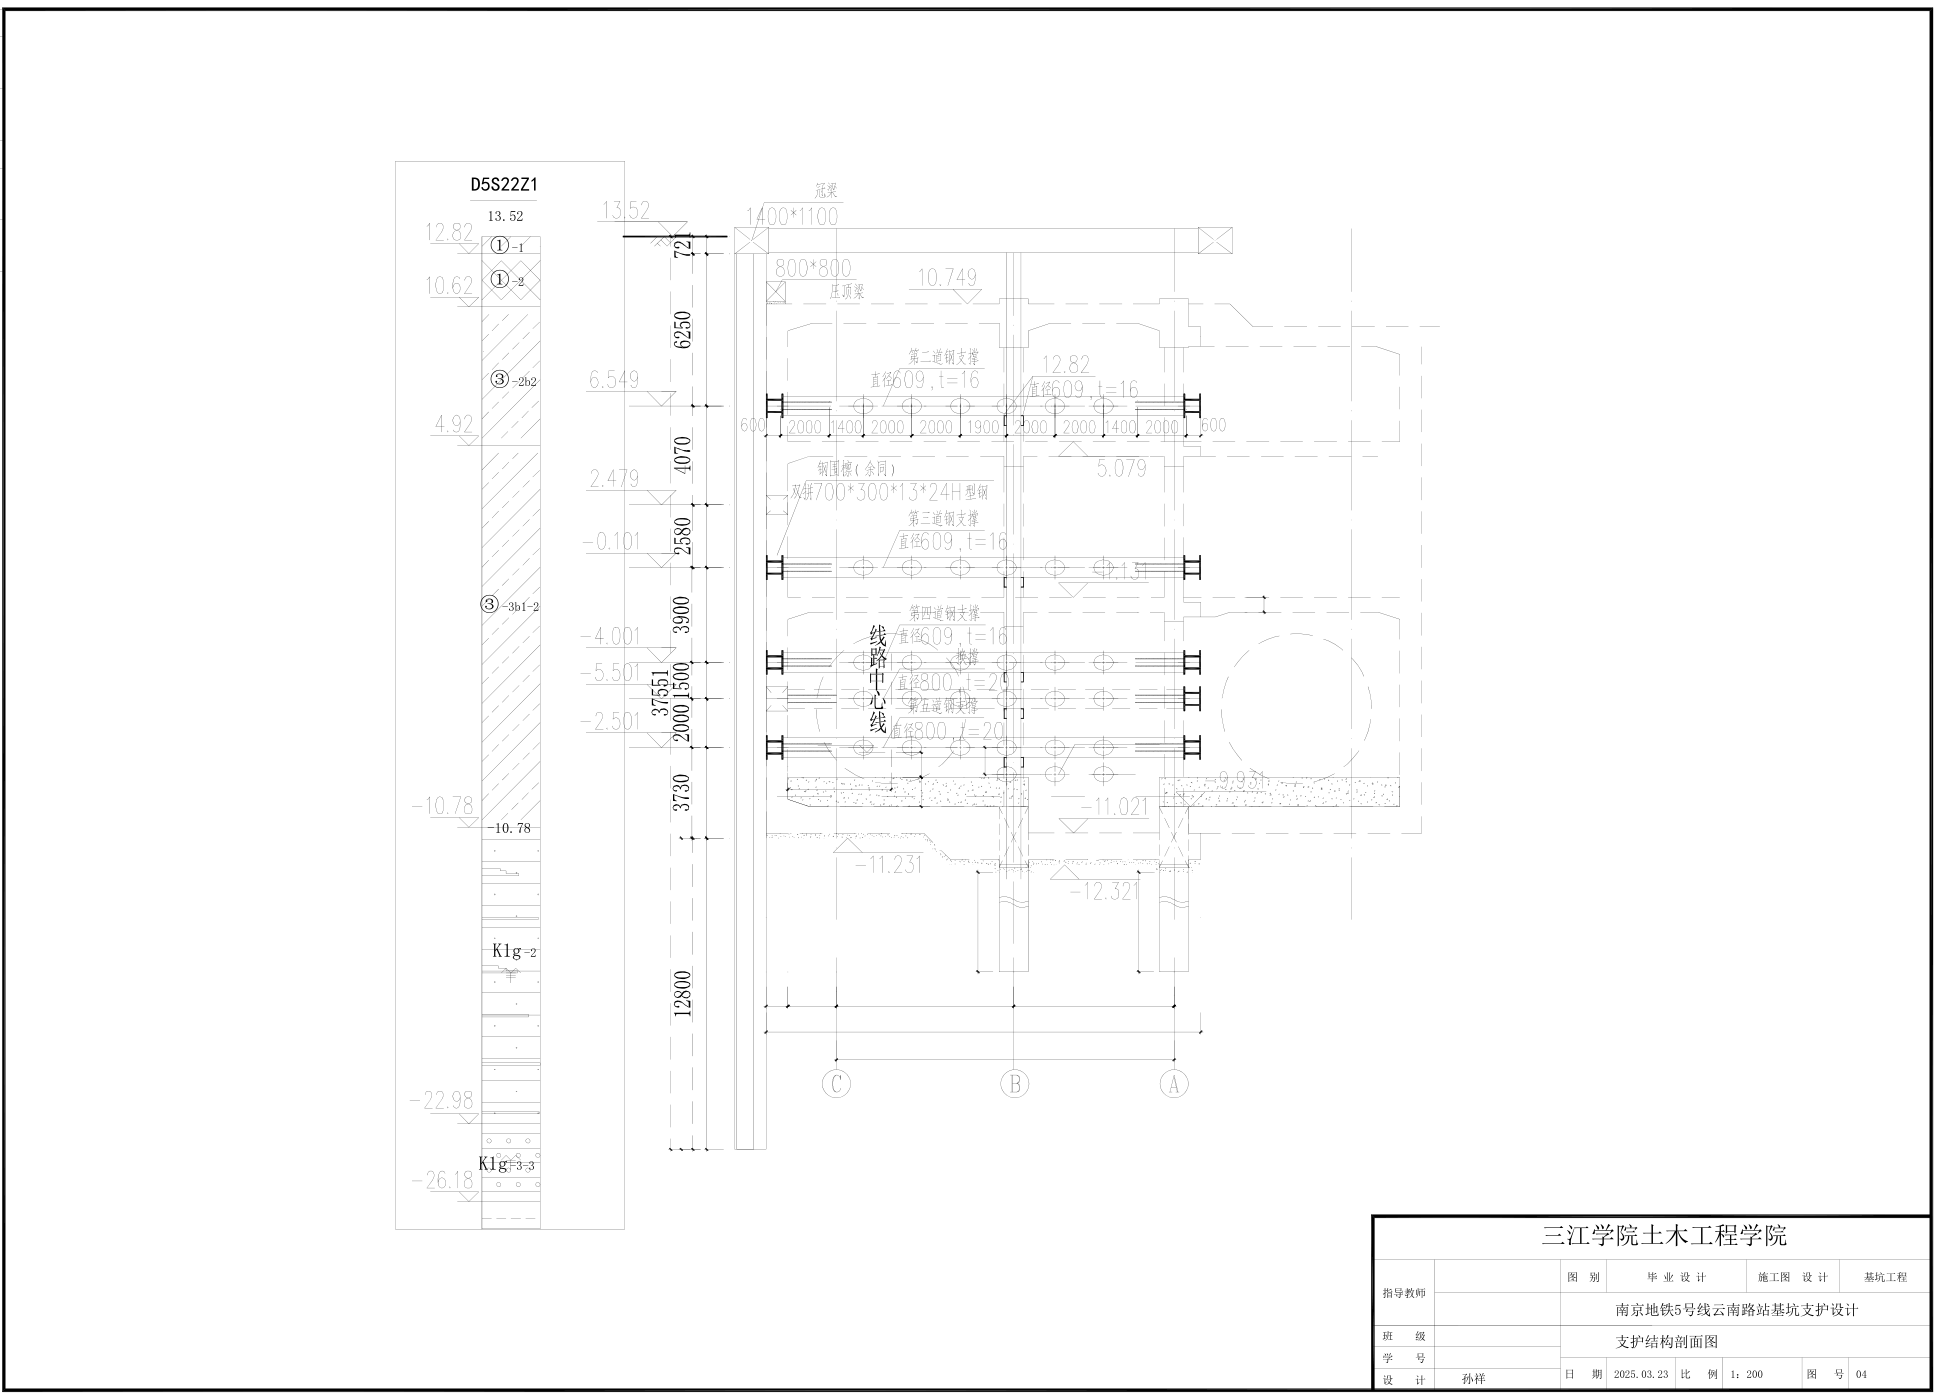 D5S22Z1
13.52
12.82
①-1
①-2
10.62
③-2b2
4.92
③-3b1-2
-10.78
-10.78
K1g-2
-22.98
K1g-3-3
-26.18
13.52
6.549
2.479
-0.101
-4.001
-5.501
-2.501
721
6250
4070
2580
3900
1500
2000
3730
12800
37551
冠梁
1400*1100
800*800
压顶梁
10.749
第二道钢支撑
直径609,t=16
12.82
直径609,t=16
600 2000 1400 2000 2000 1900 2000 2000 1400 2000 600
5.079
钢围檩(余同)
双拼700*300*13*24H型钢
第三道钢支撑
直径609,t=16
第四道钢支撑
直径609,t=16
换撑
直径800,t=20
第五道钢支撑
直径800,t=20
线路中心线
-9.931
-11.021
-11.231
-12.321
C
B
A
三江学院土木工程学院
指导教师
图 别 毕 业 设 计 施工图 设 计 基坑工程
南京地铁5号线云南路站基坑支护设计
班 级
支护结构剖面图
学 号
设 计 孙祥
日 期 2025.03.23 比 例 1: 200 图 号 04